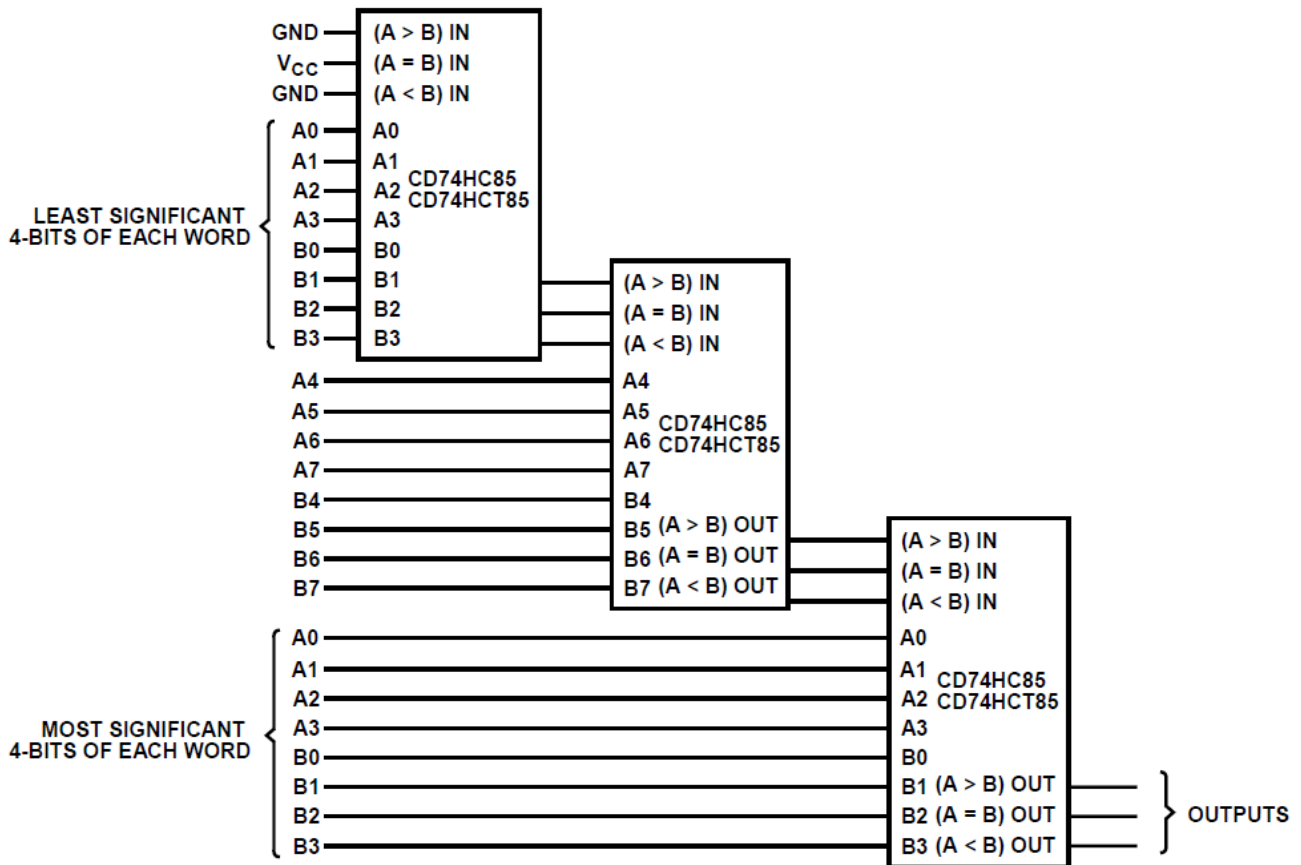 GND (A > B) IN
VCC (A = B) IN
GND (A < B) IN
A0 A0
A1 A1
CD74HC85
A2 A2
CD74HCT85
A3 A3
LEAST SIGNIFICANT
4-BITS OF EACH WORD
B0 B0
B1 B1
B2 B2
B3 B3
(A > B) IN
(A = B) IN
(A < B) IN
A4 A4
A5 A5
CD74HC85
A6 A6
CD74HCT85
A7 A7
B4 B4
B5 B5 (A > B) OUT
B6 B6 (A = B) OUT
B7 B7 (A < B) OUT
(A > B) IN
(A = B) IN
(A < B) IN
A0 A0
A1 A1
CD74HC85
A2 A2
CD74HCT85
A3 A3
MOST SIGNIFICANT
4-BITS OF EACH WORD
B0 B0
B1 B1 (A > B) OUT
B2 B2 (A = B) OUT
OUTPUTS
B3 B3 (A < B) OUT